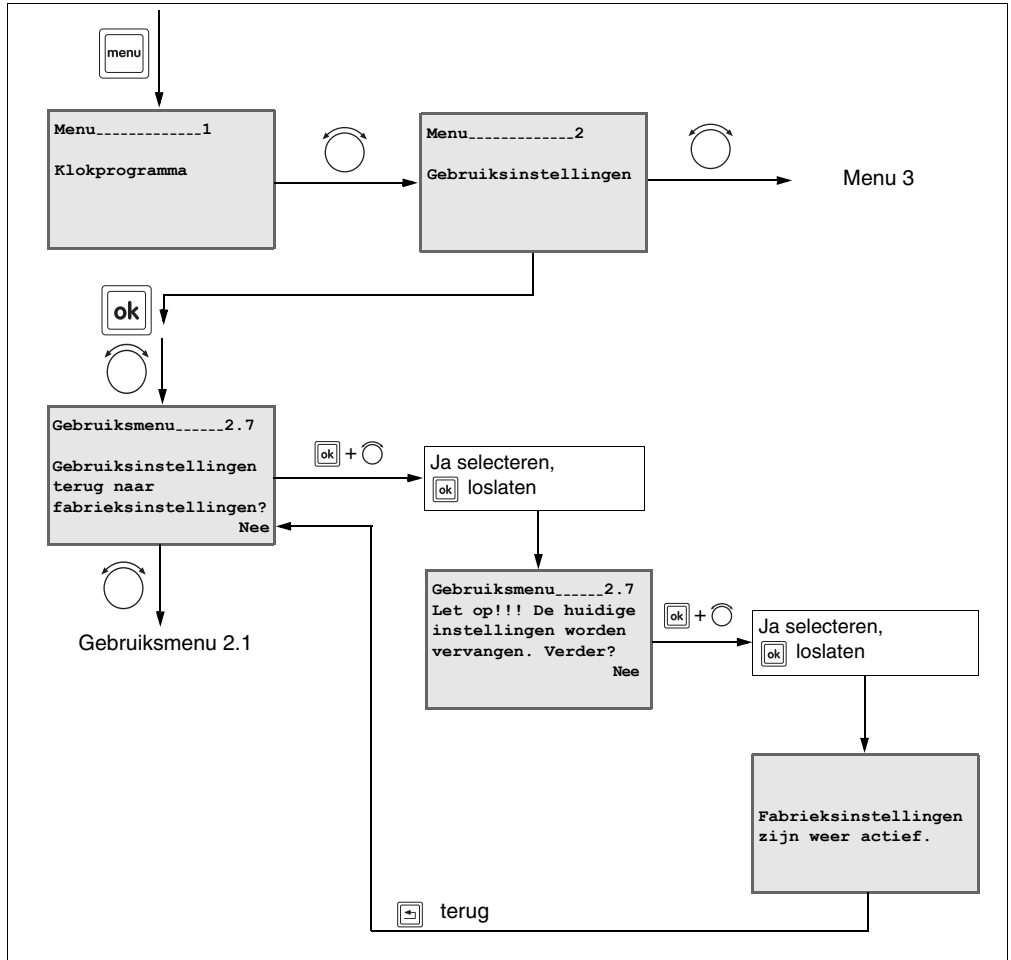 menu
Menu_____________1
Klokprogramma
Menu_____________2
Gebruiksinstellingen
Menu 3
ok
Gebruiksmenu______2.7
Gebruiksinstellingen
terug naar
fabrieksinstellingen?
Nee
ok +
Ja selecteren,
ok loslaten
Gebruiksmenu 2.1
Gebruiksmenu______2.7
Let op!!! De huidige
instellingen worden
vervangen. Verder?
Nee
ok +
Ja selecteren,
ok loslaten
Fabrieksinstellingen
zijn weer actief.
terug